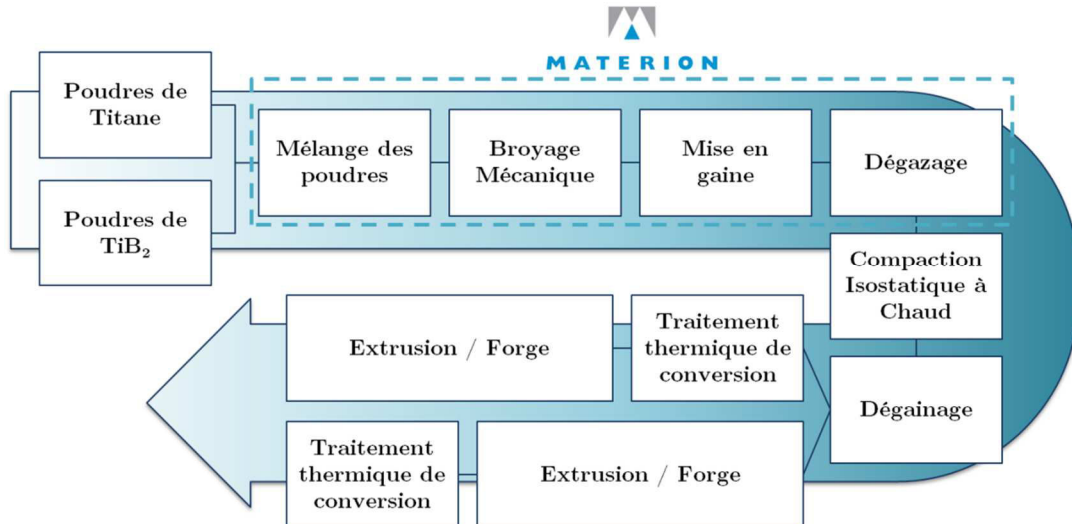 MATERION
Poudres de
Titane
Poudres de
TiB₂
Mélange des
poudres
Broyage
Mécanique
Mise en
gaine
Dégazage
Compaction
Isostatique à
Chaud
Dégainage
Traitement
thermique de
conversion
Extrusion / Forge
Extrusion / Forge
Traitement
thermique de
conversion